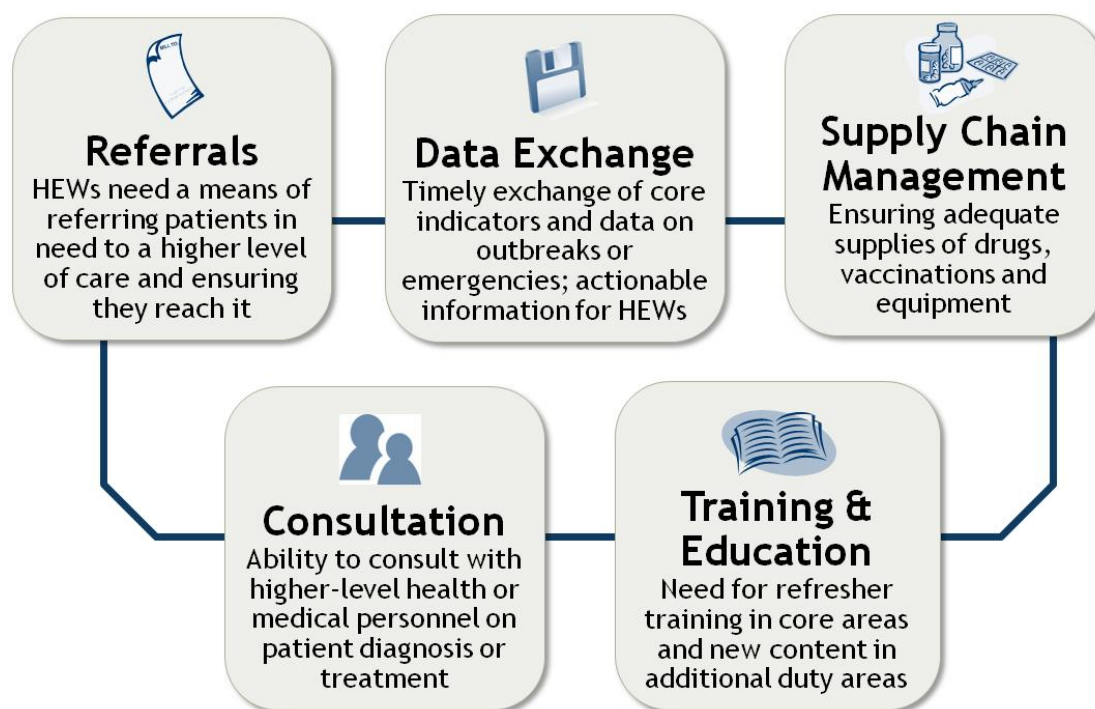 BILL TO:
Referrals
HEWs need a means of
referring patients in
need to a higher level
of care and ensuring
they reach it
Data Exchange
Timely exchange of core
indicators and data on
outbreaks or
emergencies; actionable
information for HEWs
Supply Chain
Management
Ensuring adequate
supplies of drugs,
vaccinations and
equipment
Consultation
Ability to consult with
higher-level health or
medical personnel on
patient diagnosis or
treatment
Training &
Education
Need for refresher
training in core areas
and new content in
additional duty areas